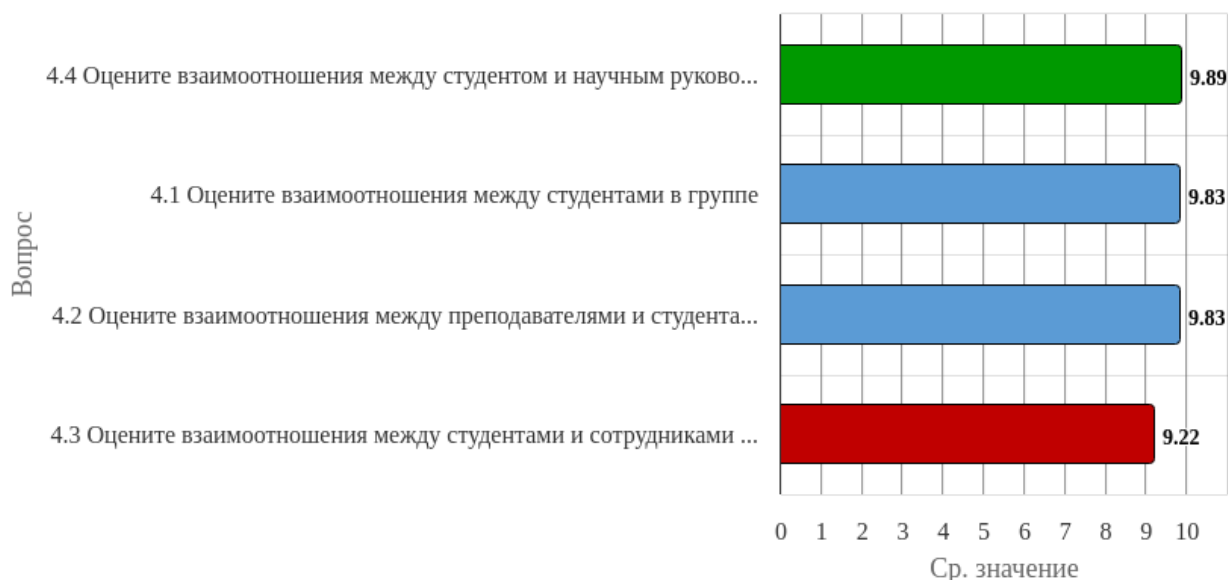 4.4 Оцените взаимоотношения между студентом и научным руково...
9.89
4.1 Оцените взаимоотношения между студентами в группе
9.83
Вопрос
4.2 Оцените взаимоотношения между преподавателями и студента...
9.83
4.3 Оцените взаимоотношения между студентами и сотрудниками ...
9.22
0 1 2 3 4 5 6 7 8 9 10
Ср. значение